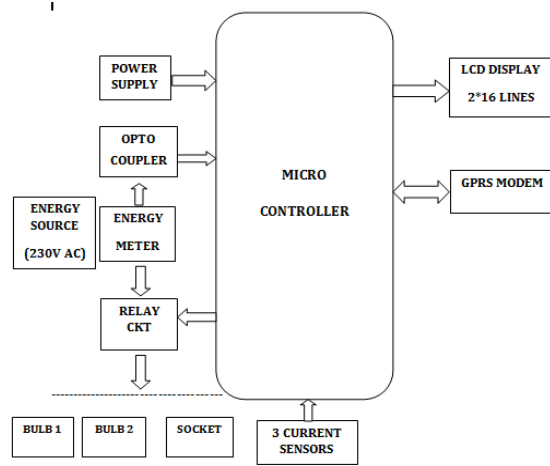 POWER
SUPPLY
OPTO
COUPLER
ENERGY
SOURCE
(230V AC)
ENERGY
METER
RELAY
CKT
MICRO
CONTROLLER
LCD DISPLAY
2*16 LINES
GPRS MODEM
BULB 1
BULB 2
SOCKET
3 CURRENT
SENSORS